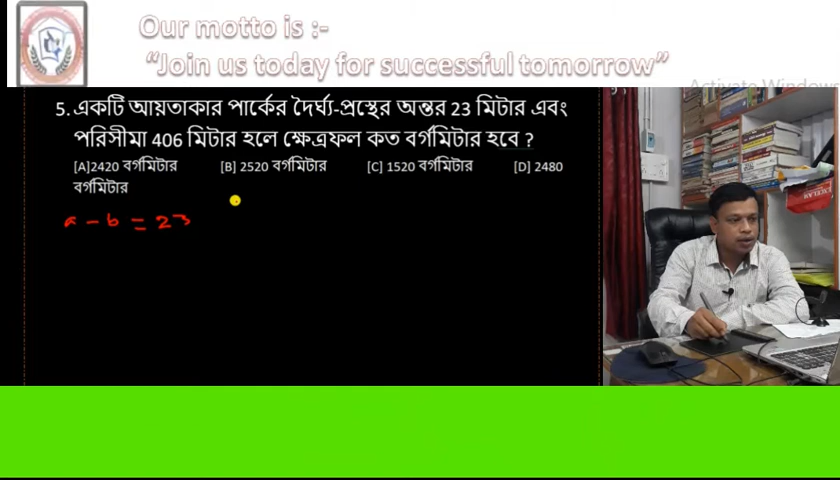 Our motto is :-
“Join us today for successful tomorrow”
Activate Windows
5. একটি আয়তাকার পার্কের দৈর্ঘ্য-প্রস্থের অন্তর 23 মিটার এবং
পরিসীমা 406 মিটার হলে ক্ষেত্রফল কত বর্গমিটার হবে ?
[A]2420 বর্গমিটার [B] 2520 বর্গমিটার [C] 1520 বর্গমিটার [D] 2480
বর্গমিটার
a - b = 23